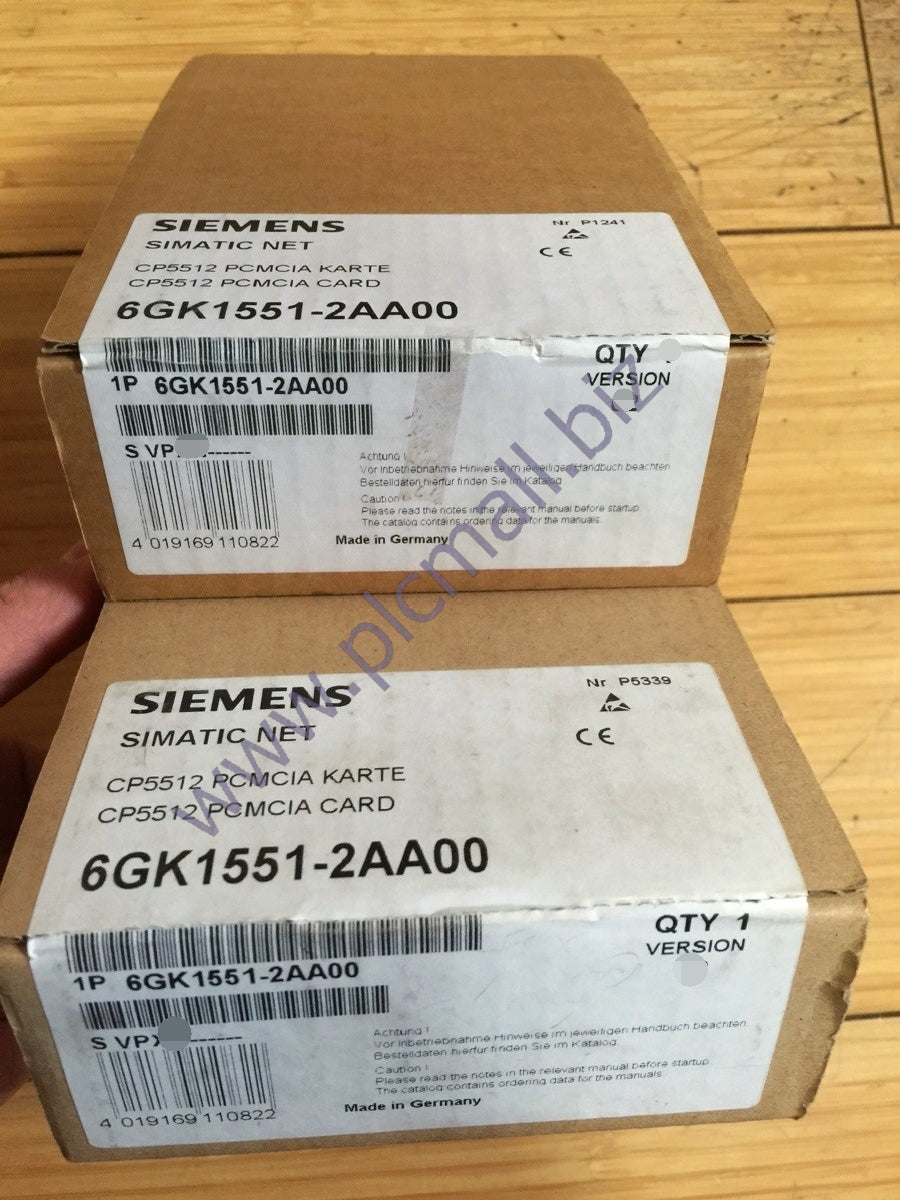 SIEMENS
SIMATIC NET
Nr P1241
CE
CP5512 PCMCIA KARTE
CP5512 PCMCIA CARD
6GK1551-2AA00
QTY
1P 6GK1551-2AA00
VERSION
S VP ------
Achtung !
Vor Inbetriebnahme Hinweise im jeweiligen Handbuch beachten
Bestelldaten hierfur finden Sie im Katalog
Caution !
Please read the notes in the relevant manual before startup
The catalog contains ordering data for the manuals
4 019169 110822
Made in Germany
www.plcmall.biz
SIEMENS
SIMATIC NET
Nr P5339
CE
CP5512 PCMCIA KARTE
CP5512 PCMCIA CARD
6GK1551-2AA00
QTY 1
VERSION
1P 6GK1551-2AA00
S VPX ------
Achtung !
Vor Inbetriebnahme Hinweise im jeweiligen Handbuch beachten
Bestelldaten hierfur finden Sie im Katalog
Caution !
Please read the notes in the relevant manual before startup
The catalog contains ordering data for the manuals
4 019169 110822
Made in Germany